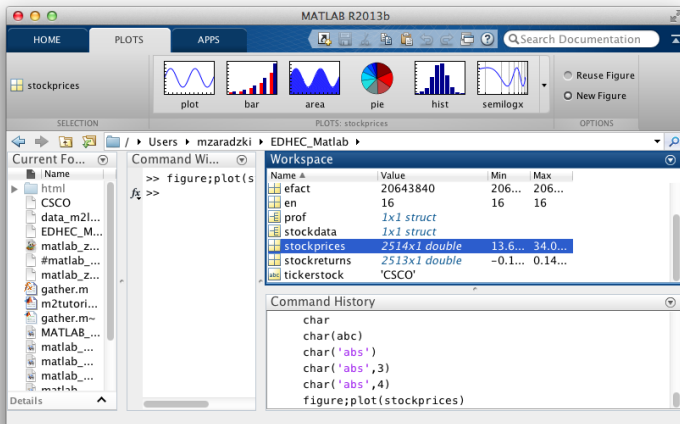 MATLAB R2013b
HOME PLOTS APPS
Search Documentation
stockprices
plot bar area pie hist semilogx
Reuse Figure
New Figure
SELECTION PLOTS: stockprices OPTIONS
/ Users mzaradzki EDHEC_Matlab
Current Fo...
Name
html
CSCO
data_m2l...
EDHEC_M...
matlab_z...
#matlab_...
matlab_z...
gather.m
m2tutori...
gather.m~
MATLAB_...
matlab_...
matlab_...
matlab_...
matlab
Details
Command Wi...
>> figure;plot(s
fx >>
Workspace
Name Value Min Max
efact 20643840 206... 206...
en 16 16 16
prof 1x1 struct
stockdata 1x1 struct
stockprices 2514x1 double 13.6... 34.0...
stockreturns 2513x1 double -0.1... 0.14...
abc tickerstock 'CSCO'
Command History
char
char(abc)
char('abs')
char('abs',3)
char('abs',4)
figure;plot(stockprices)